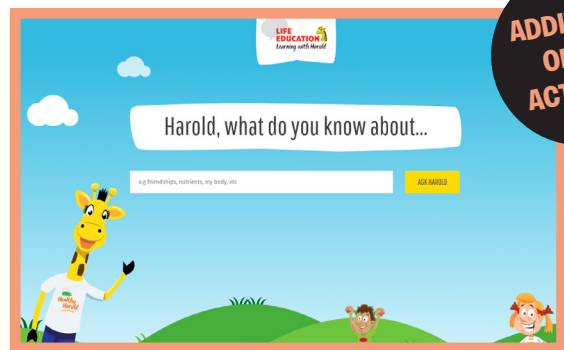 LIFE
EDUCATION
Learning with Harold
Harold, what do you know about...
e.g friendships, nutrients, my body, etc
ASK HAROLD
Healthy
Harold